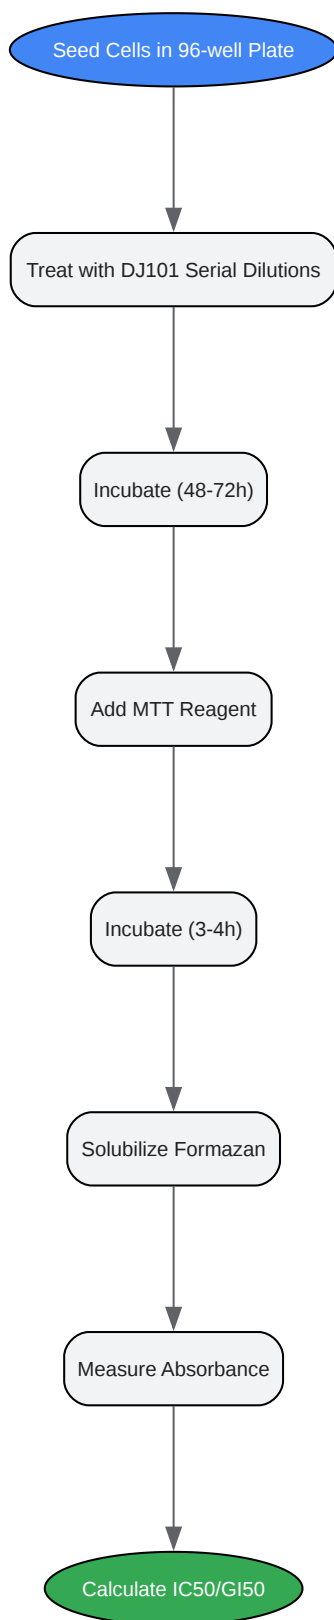 Seed Cells in 96-well Plate
Treat with DJ101 Serial Dilutions
Incubate (48-72h)
Add MTT Reagent
Incubate (3-4h)
Solubilize Formazan
Measure Absorbance
Calculate IC50/GI50